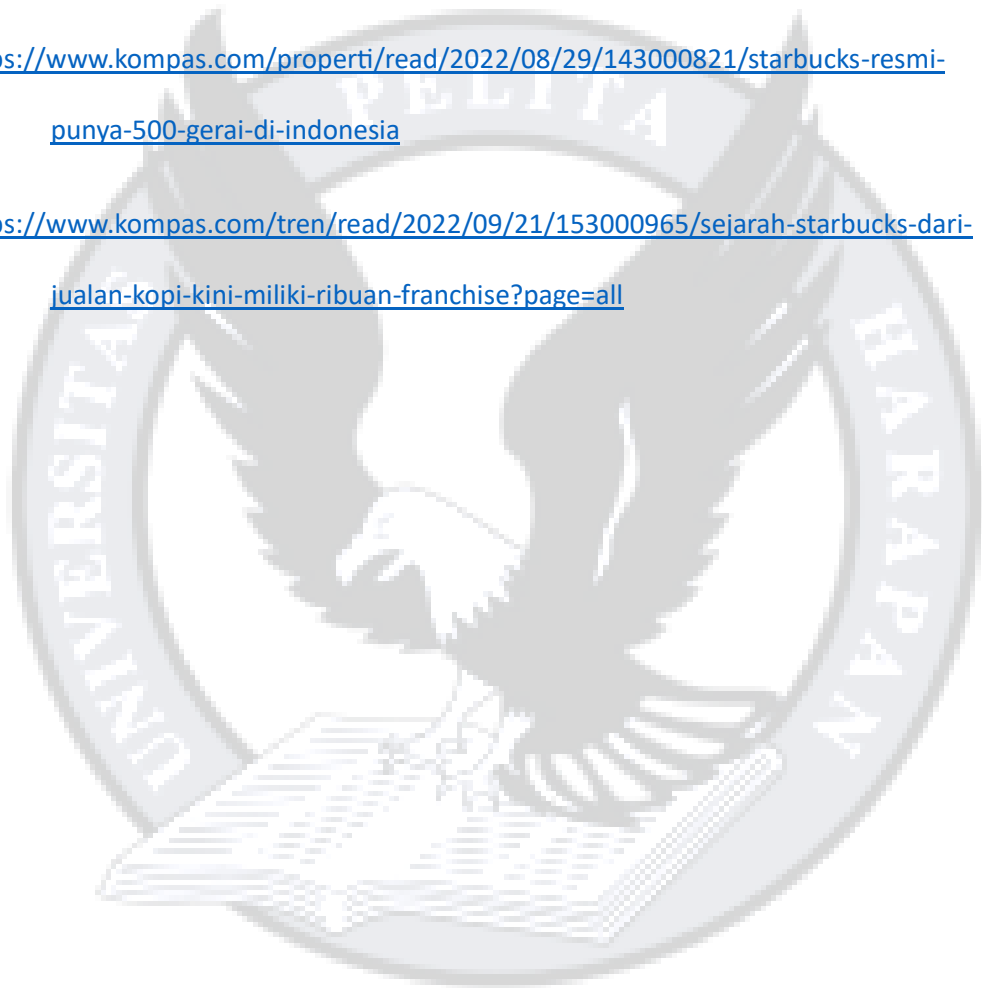 ps://www.kompas.com/properti/read/2022/08/29/143000821/starbucks-resmi-
punya-500-gerai-di-indonesia
ps://www.kompas.com/tren/read/2022/09/21/153000965/sejarah-starbucks-dari-
jualan-kopi-kini-miliki-ribuan-franchise?page=all
UNIVERSITAS PELITA HARAPAN